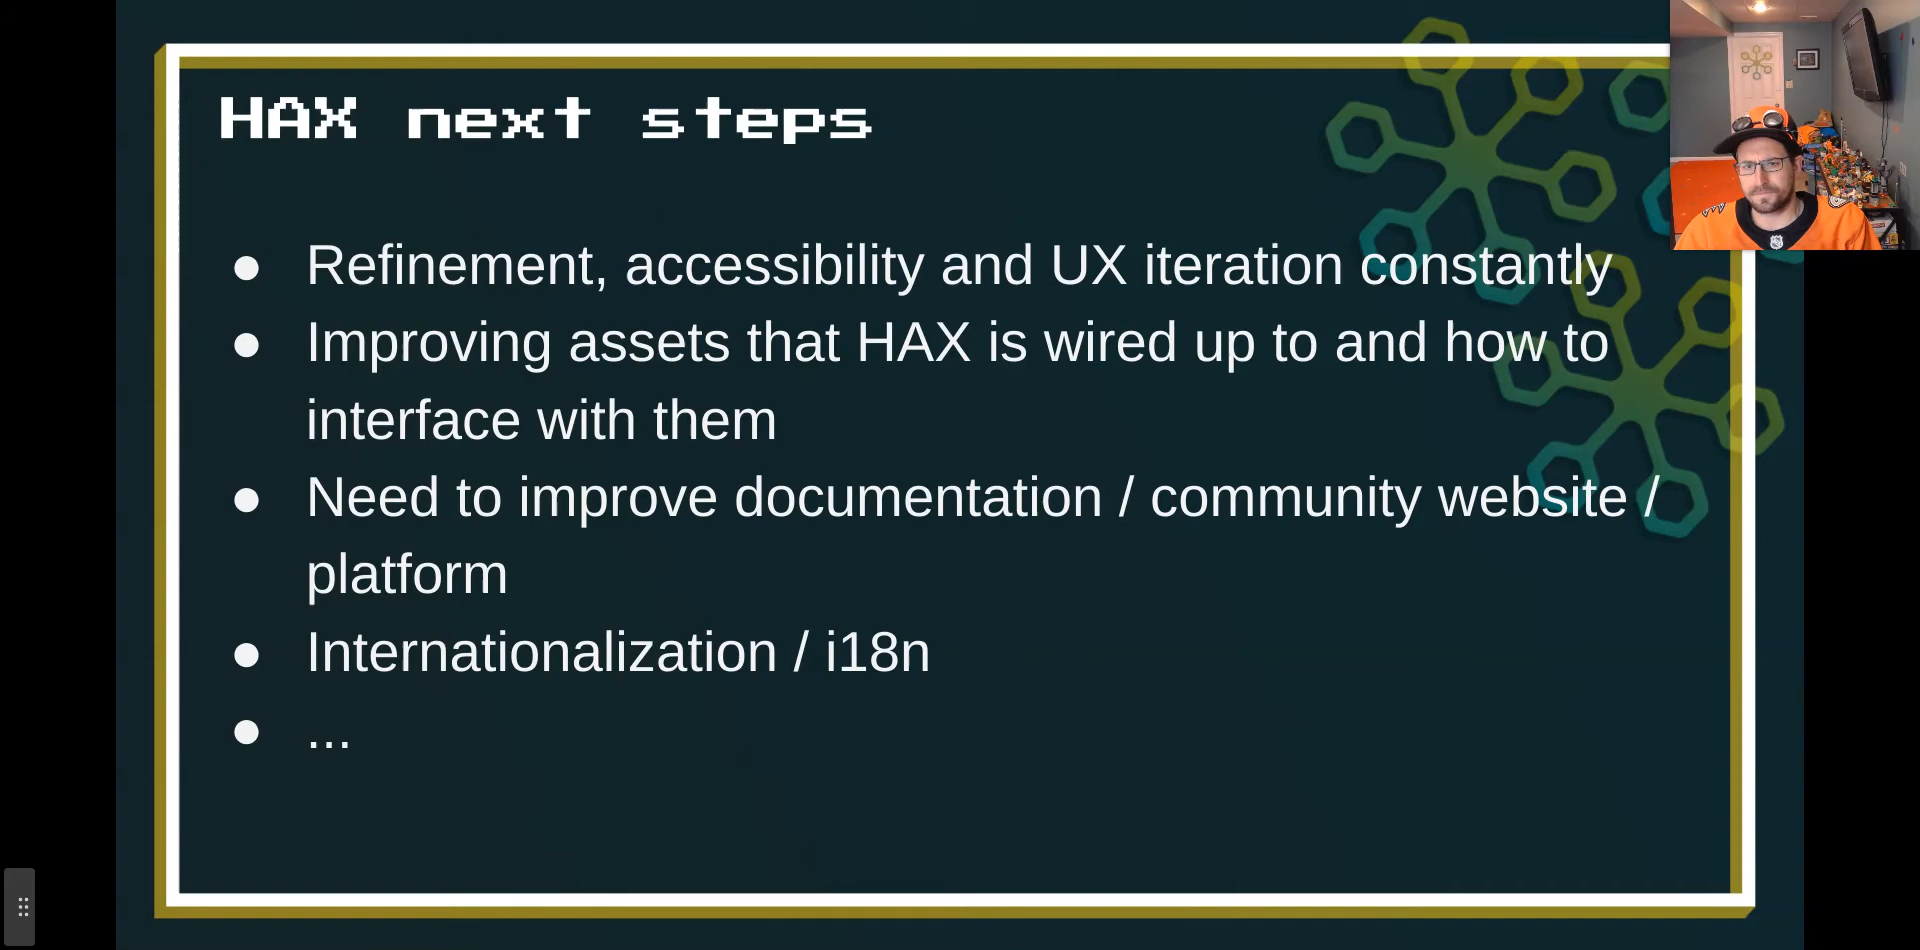 HAX next steps
● Refinement, accessibility and UX iteration constantly
● Improving assets that HAX is wired up to and how to
interface with them
● Need to improve documentation / community website /
platform
● Internationalization / i18n
● ...